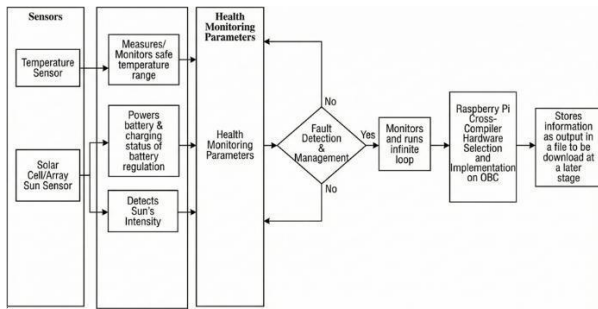 Sensors
Temperature
Sensor
Solar
Cell/Array
Sun Sensor
Measures/
Monitors safe
temperature
range
Powers
battery &
charging
status of
battery
regulation
Detects
Sun's
Intensity
Health
Monitoring
Parameters
Health
Monitoring
Parameters
No
Fault
Detection
&
Management
No
Yes
Monitors
and runs
infinite
loop
Raspberry Pi
Cross-
Compiler
Hardware
Selection
and
Implementation
on OBC
Stores
information
as output in
a file to be
download at
a later
stage